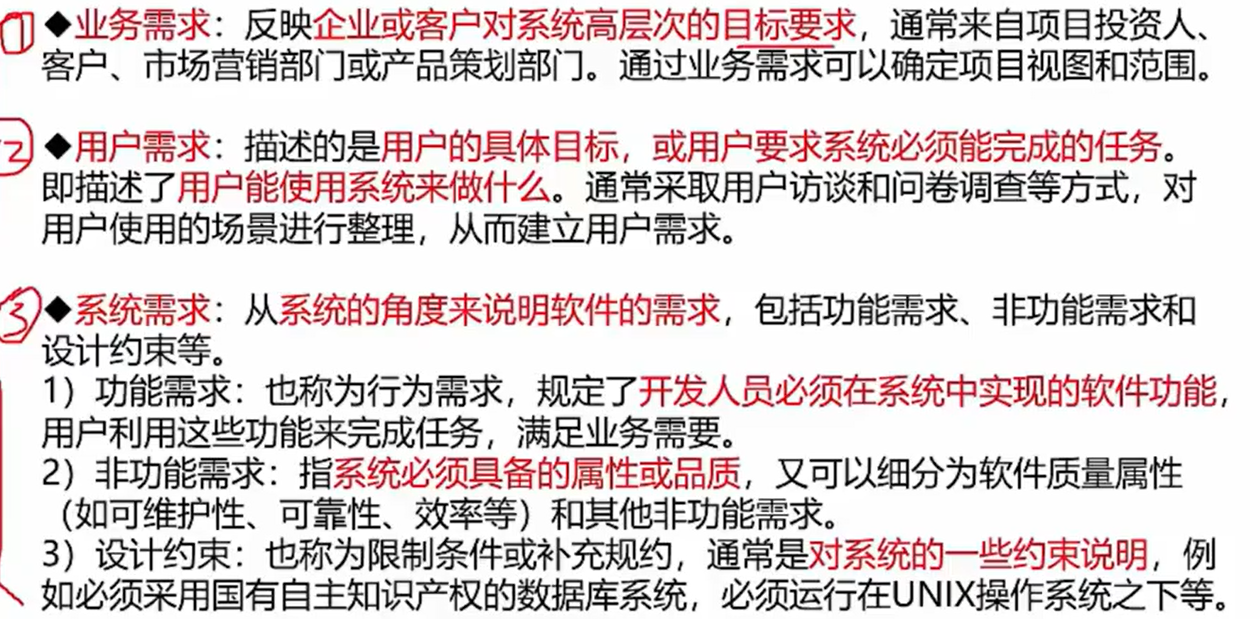 1 ◆业务需求：反映企业或客户对系统高层次的目标要求，通常来自项目投资人、
客户、市场营销部门或产品策划部门。通过业务需求可以确定项目视图和范围。
2 ◆用户需求：描述的是用户的具体目标，或用户要求系统必须能完成的任务。
即描述了用户能使用系统来做什么。通常采取用户访谈和问卷调查等方式，对
用户使用的场景进行整理，从而建立用户需求。
3 ◆系统需求：从系统的角度来说明软件的需求，包括功能需求、非功能需求和
设计约束等。
1）功能需求：也称为行为需求，规定了开发人员必须在系统中实现的软件功能，
用户利用这些功能来完成任务，满足业务需要。
2）非功能需求：指系统必须具备的属性或品质，又可以细分为软件质量属性
（如可维护性、可靠性、效率等）和其他非功能需求。
3）设计约束：也称为限制条件或补充规约，通常是对系统的一些约束说明，例
如必须采用国有自主知识产权的数据库系统，必须运行在UNIX操作系统之下等。